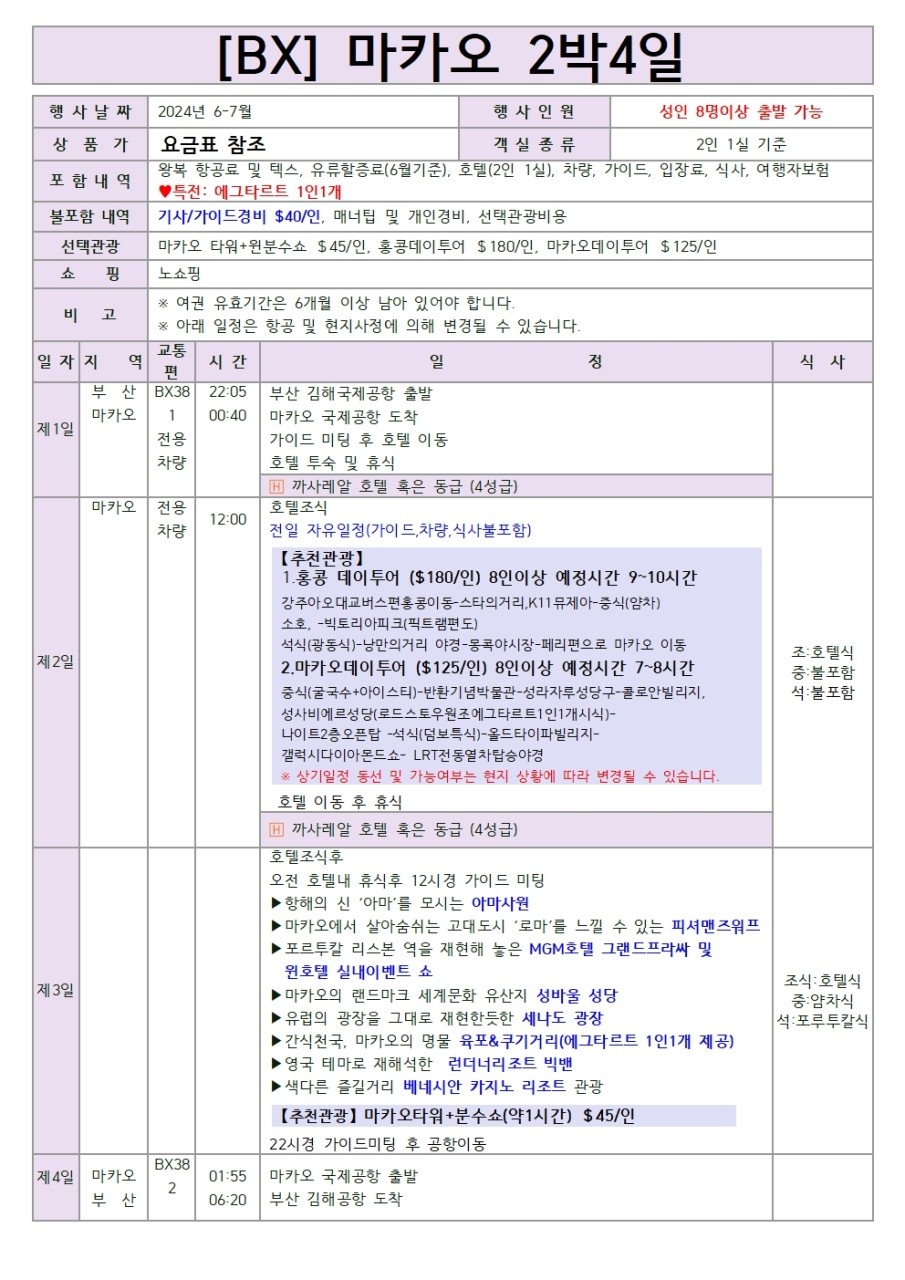 [BX] 마카오 2박4일
행 사 날 짜 2024년 6-7월 행 사 인 원 성인 8명이상 출발 가능
상 품 가 요금표 참조 객 실 종 류 2인 1실 기준
포 함 내 역 왕복 항공료 및 텍스, 유류할증료(6월기준), 호텔(2인 1실), 차량, 가이드, 입장료, 식사, 여행자보험
♥특전: 에그타르트 1인1개
불포함 내역 기사/가이드경비 $40/인, 매너팁 및 개인경비, 선택관광비용
선택관광 마카오 타워+윈분수쇼 $45/인, 홍콩데이투어 $180/인, 마카오데이투어 $125/인
쇼 핑 노쇼핑
비 고 ※ 여권 유효기간은 6개월 이상 남아 있어야 합니다.
※ 아래 일정은 항공 및 현지사정에 의해 변경될 수 있습니다.
일 자 지 역 교통편 시 간 일 정 식 사
제1일
부 산
마카오
BX38
1
전용
차량
22:05
00:40
부산 김해국제공항 출발
마카오 국제공항 도착
가이드 미팅 후 호텔 이동
호텔 투숙 및 휴식
H 까사레알 호텔 혹은 동급 (4성급)
제2일
마카오
전용
차량
12:00
호텔조식
전일 자유일정(가이드,차량,식사불포함)
【추천관광】
1.홍콩 데이투어 ($180/인) 8인이상 예정시간 9~10시간
강주아오대교버스편홍콩이동-스타의거리,K11뮤제아-중식(얌차)
소호, -빅토리아피크(픽트램편도)
석식(광동식)-낭만의거리 야경-몽콕야시장-페리편으로 마카오 이동
2.마카오데이투어 ($125/인) 8인이상 예정시간 7~8시간
중식(굴국수+아이스티)-반환기념박물관-성라자루성당구-콜로안빌리지,
성사비에르성당(로드스토우원조에그타르트1인1개시식)-
나이트2층오픈탑 -석식(덤보특식)-올드타이파빌리지-
갤럭시다이아몬드쇼- LRT전동열차탑승야경
※ 상기일정 동선 및 가능여부는 현지 상황에 따라 변경될 수 있습니다.
호텔 이동 후 휴식
H 까사레알 호텔 혹은 동급 (4성급)
조:호텔식
중:불포함
석:불포함
제3일
호텔조식후
오전 호텔내 휴식후 12시경 가이드 미팅
▶항해의 신 ‘아마’를 모시는 아마사원
▶마카오에서 살아숨쉬는 고대도시 ‘로마’를 느낄 수 있는 피셔맨즈워프
▶포르투칼 리스본 역을 재현해 놓은 MGM호텔 그랜드프라싸 및
윈호텔 실내이벤트 쇼
▶마카오의 랜드마크 세계문화 유산지 성바울 성당
▶유럽의 광장을 그대로 재현한듯한 세나도 광장
▶간식천국, 마카오의 명물 육포&쿠기거리(에그타르트 1인1개 제공)
▶영국 테마로 재해석한 런더너리조트 빅밴
▶색다른 즐길거리 베네시안 카지노 리조트 관광
【추천관광】마카오타워+분수쇼(약1시간) $45/인
22시경 가이드미팅 후 공항이동
조식:호텔식
중:얌차식
석:포루투칼식
제4일
마카오
부 산
BX38
2
01:55
06:20
마카오 국제공항 출발
부산 김해공항 도착